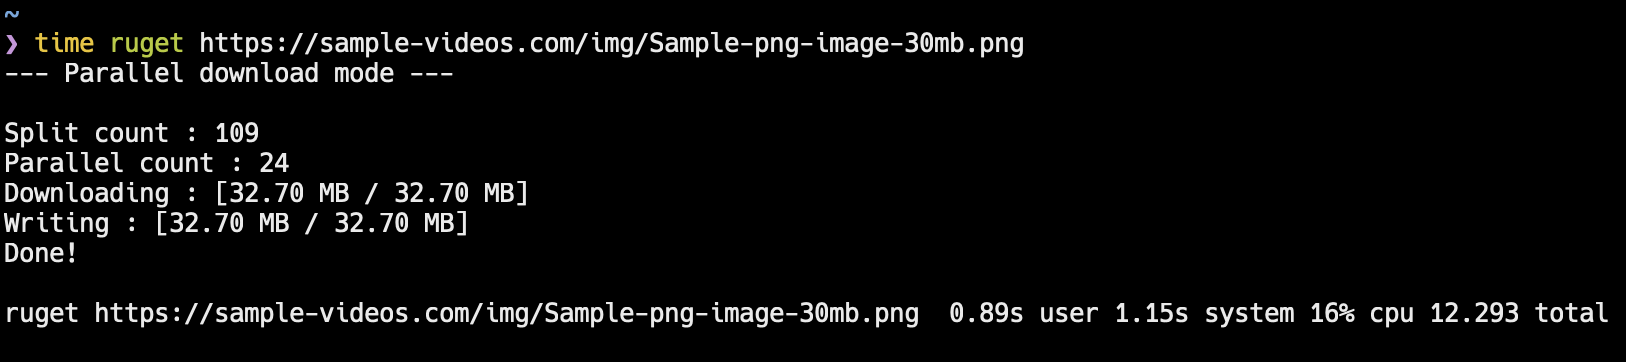 ~
❯ time ruget https://sample-videos.com/img/Sample-png-image-30mb.png
--- Parallel download mode ---
Split count : 109
Parallel count : 24
Downloading : [32.70 MB / 32.70 MB]
Writing : [32.70 MB / 32.70 MB]
Done!
ruget https://sample-videos.com/img/Sample-png-image-30mb.png  0.89s user 1.15s system 16% cpu 12.293 total